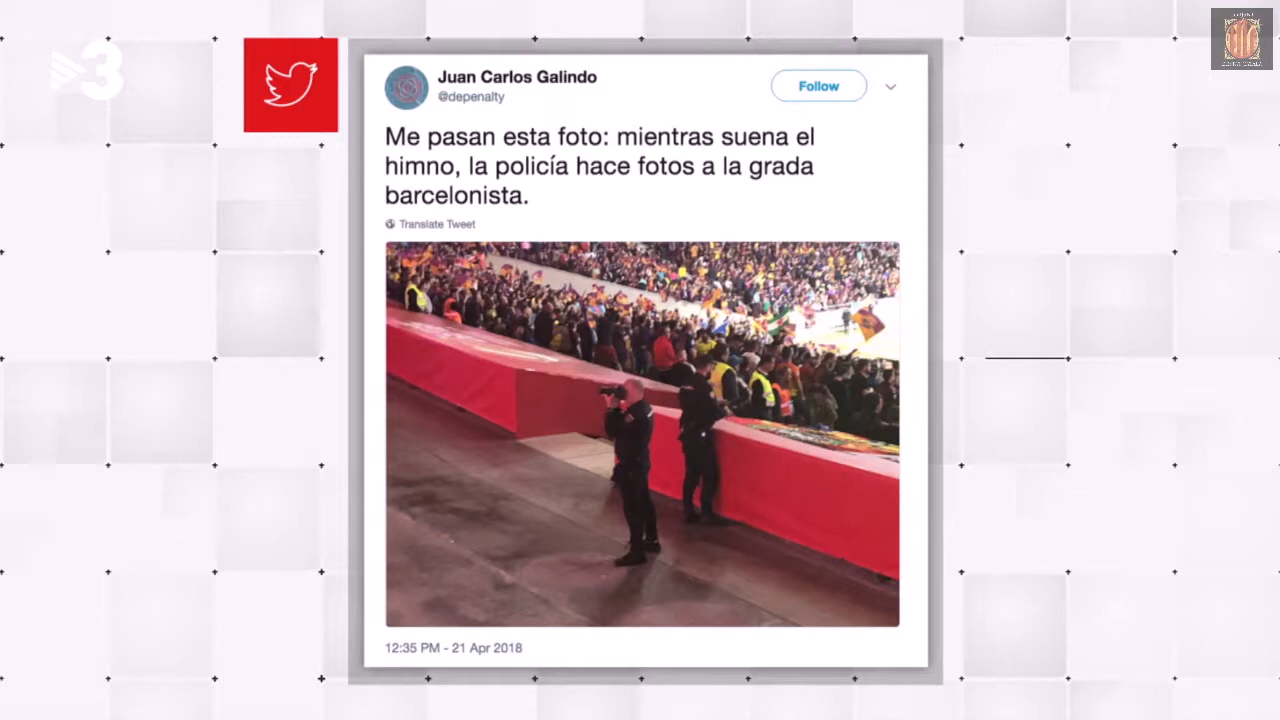 3
Juan Carlos Galindo
@depenalty
Follow
Me pasan esta foto: mientras suena el
himno, la policía hace fotos a la grada
barcelonista.
Translate Tweet
12:35 PM - 21 Apr 2018